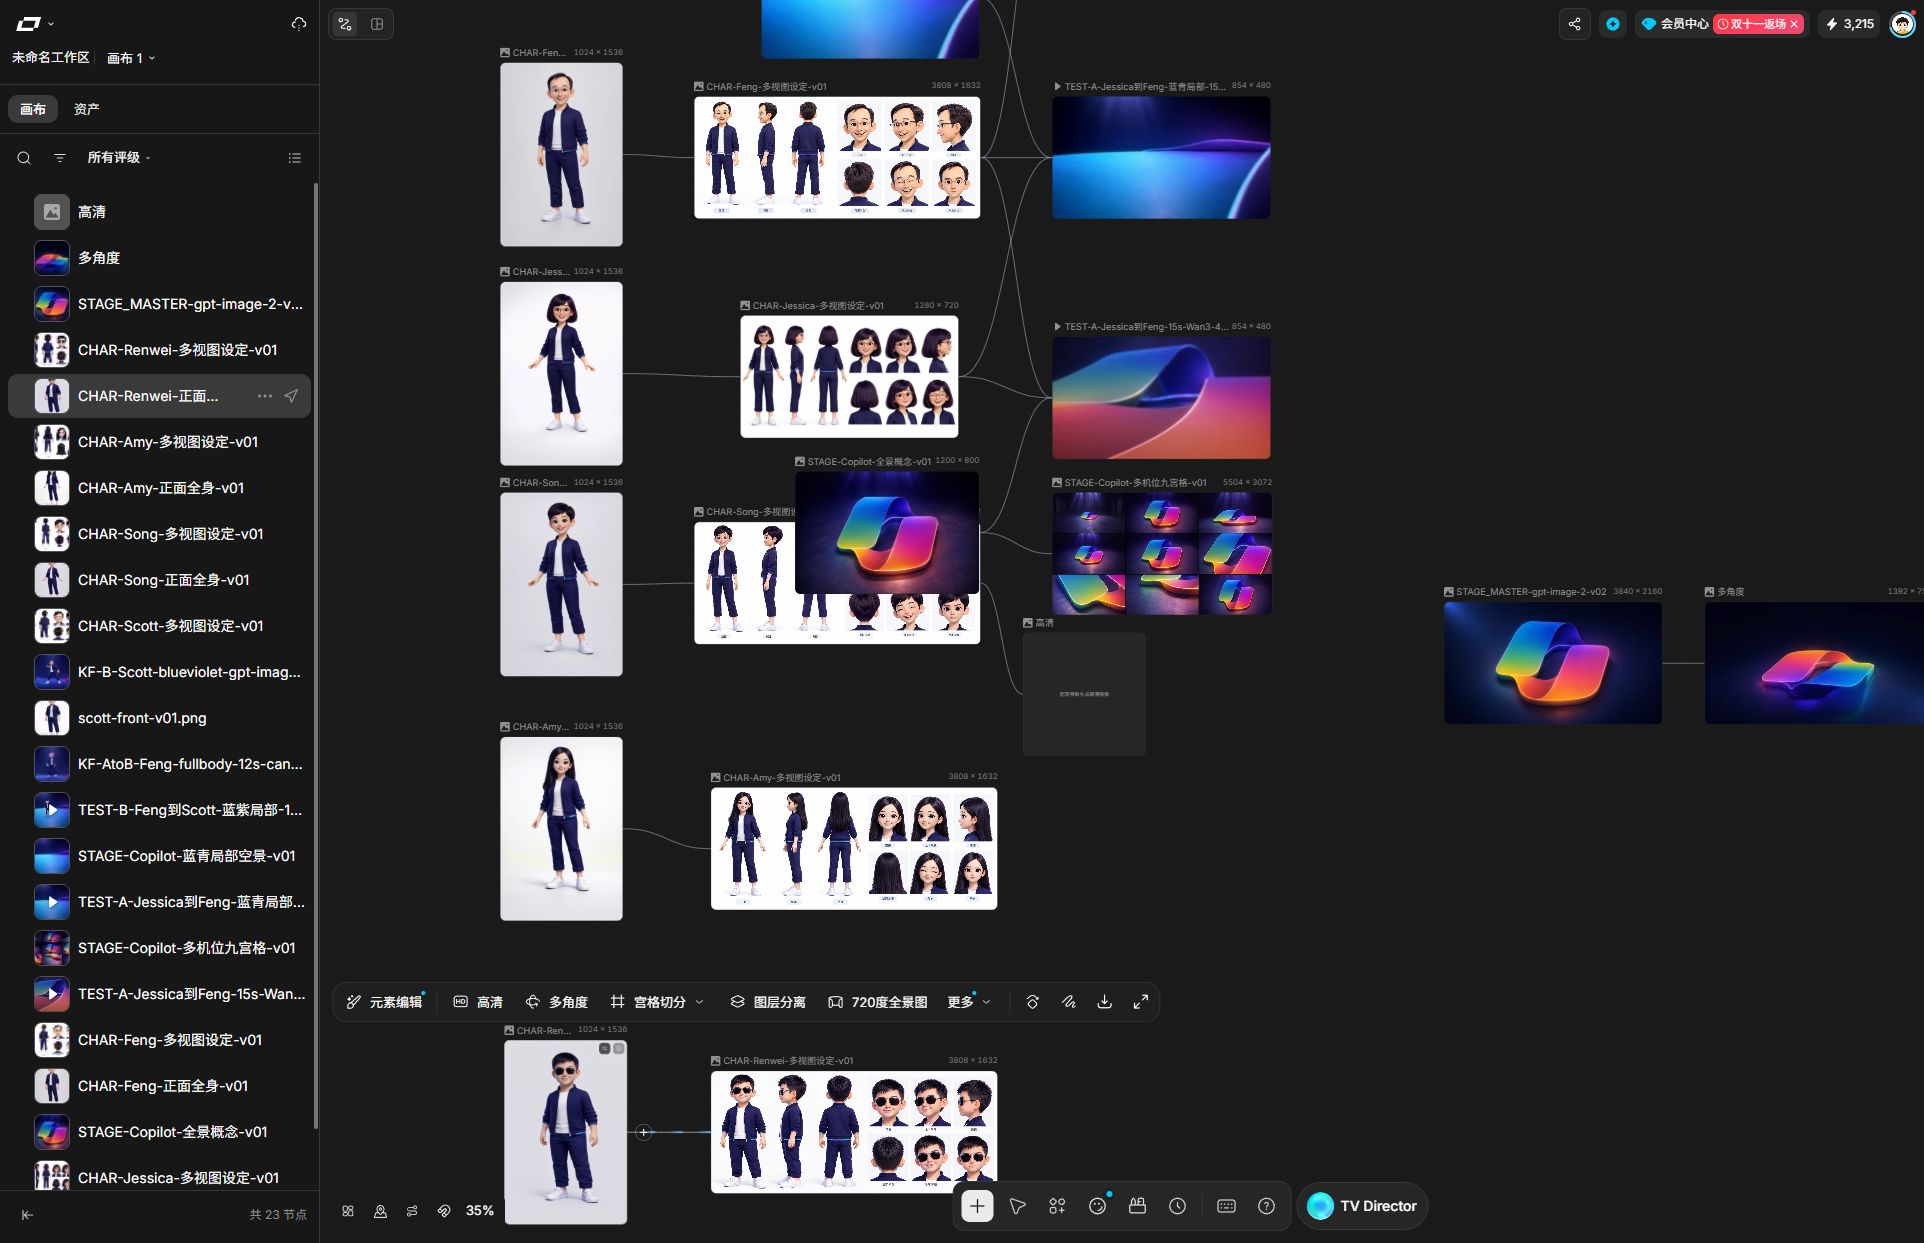 未命名工作区
画布 1
画布
资产
所有评级
高清
多角度
STAGE_MASTER-gpt-image-2-v...
CHAR-Renwei-多视图设定-v01
CHAR-Renwei-正面...
CHAR-Amy-多视图设定-v01
CHAR-Amy-正面全身-v01
CHAR-Song-多视图设定-v01
CHAR-Song-正面全身-v01
CHAR-Scott-多视图设定-v01
KF-B-Scott-blueviolet-gpt-imag...
scott-front-v01.png
KF-AtoB-Feng-fullbody-12s-can...
TEST-B-Feng到Scott-蓝紫局部-1...
STAGE-Copilot-蓝青局部空景-v01
TEST-A-Jessica到Feng-蓝青局部...
STAGE-Copilot-多机位九宫格-v01
TEST-A-Jessica到Feng-15s-Wan...
CHAR-Feng-多视图设定-v01
CHAR-Feng-正面全身-v01
STAGE-Copilot-全景概念-v01
CHAR-Jessica-多视图设定-v01
共 23 节点
会员中心
双十一返场
3,215
CHAR-Fen... 1024 × 1536
CHAR-Feng-多视图设定-v01 3808 × 1632
TEST-A-Jessica到Feng-蓝青局部-15... 854 × 480
CHAR-Jess... 1024 × 1536
CHAR-Jessica-多视图设定-v01 1280 × 720
TEST-A-Jessica到Feng-15s-Wan3-4... 854 × 480
STAGE-Copilot-全景概念-v01 1200 × 800
CHAR-Son... 1024 × 1536
STAGE-Copilot-多机位九宫格-v01 5504 × 3072
CHAR-Song-多视图设
高清
STAGE_MASTER-gpt-image-2-v02 3840 × 2160
多角度 1392 × 75
CHAR-Amy... 1024 × 1536
CHAR-Amy-多视图设定-v01 3808 × 1632
元素编辑
HD 高清
多角度
宫格切分
图层分离
720度全景图
更多
CHAR-Ren... 1024 × 1536
CHAR-Renwei-多视图设定-v01 3808 × 1632
35%
TV Director